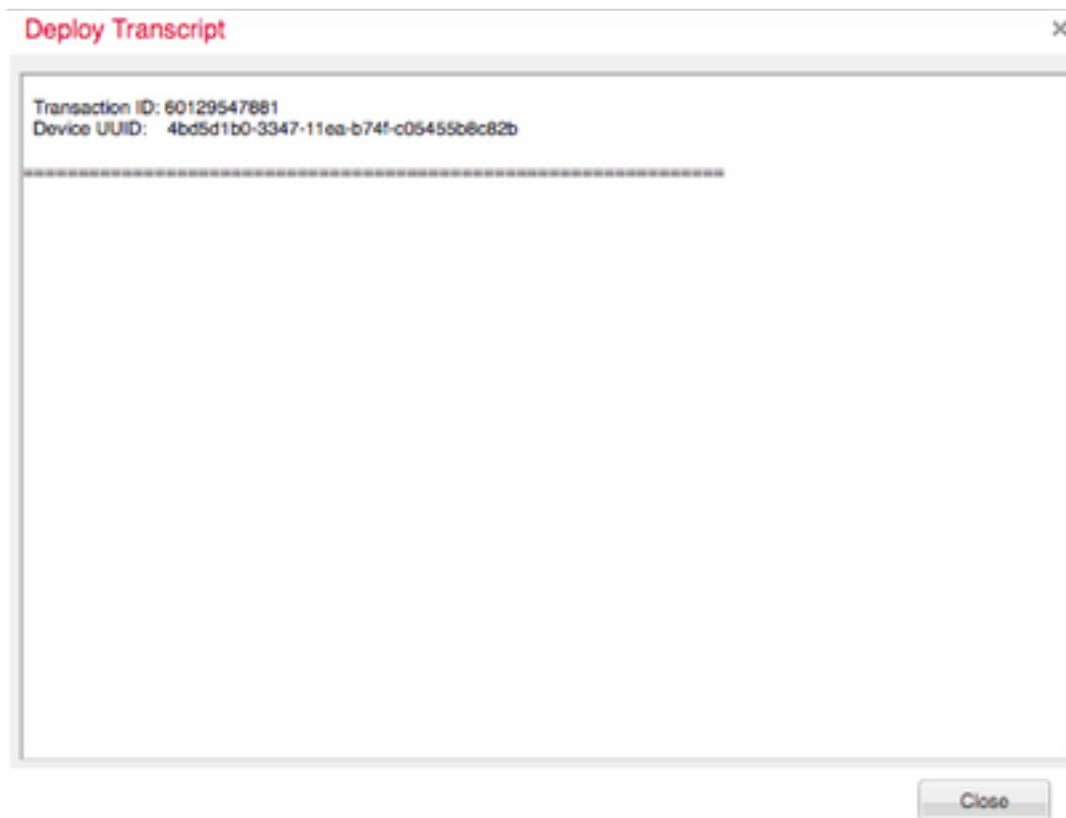 Deploy Transcript
Transaction ID: 60129547881
Device UUID: 4bd5d1b0-3347-11ea-b74f-c05455b8c82b
================================================================
Close